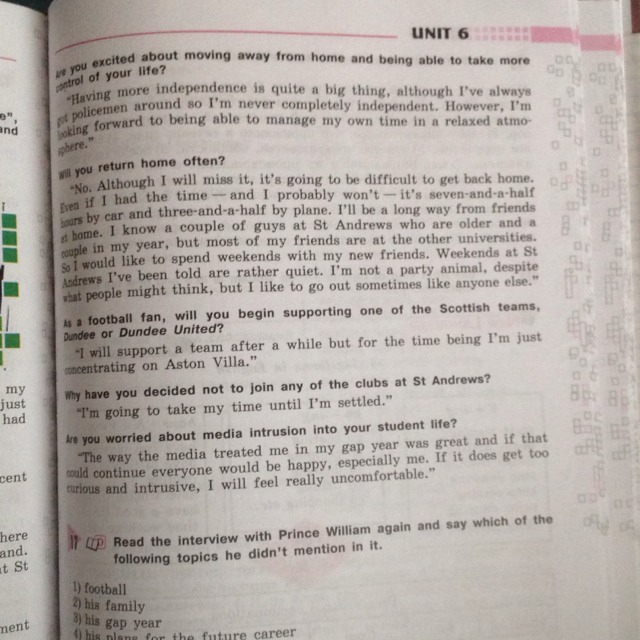 UNIT 6
Are you excited about moving away from home and being able to take more
control of your life?
"Having more independence is quite a big thing, although I've always
got policemen around so I'm never completely independent. However, I'm
looking forward to being able to manage my own time in a relaxed atmo-
sphere."
Will you return home often?
"No. Although I will miss it, it's going to be difficult to get back home.
Even if I had the time — and I probably won't — it's seven-and-a-half
hours by car and three-and-a-half by plane. I'll be a long way from friends
at home. I know a couple of guys at St Andrews who are older and a
couple in my year, but most of my friends are at the other universities.
So I would like to spend weekends with my new friends. Weekends at St
Andrews I've been told are rather quiet. I'm not a party animal, despite
what people might think, but I like to go out sometimes like anyone else."
As a football fan, will you begin supporting one of the Scottish teams,
Dundee or Dundee United?
"I will support a team after a while but for the time being I'm just
concentrating on Aston Villa."
Why have you decided not to join any of the clubs at St Andrews?
"I'm going to take my time until I'm settled."
Are you worried about media intrusion into your student life?
"The way the media treated me in my gap year was great and if that
could continue everyone would be happy, especially me. If it does get too
curious and intrusive, I will feel really uncomfortable."
Read the interview with Prince William again and say which of the
following topics he didn't mention in it.
1) football
2) his family
3) his gap year
4) his plans for the future career
e",
and
my
just
had
cent
here
and.
t St
ment